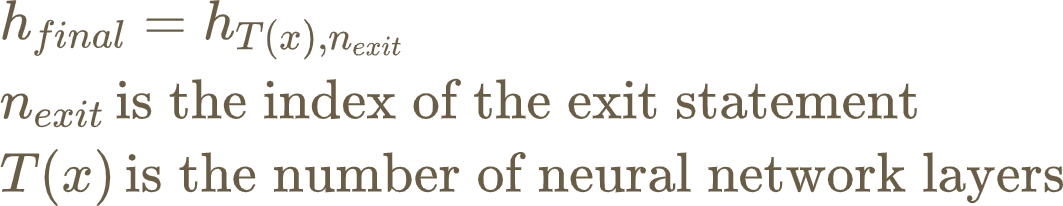 h_{final} = h_{T(x),n_{exit}}
n_{exit} is the index of the exit statement
T(x) is the number of neural network layers